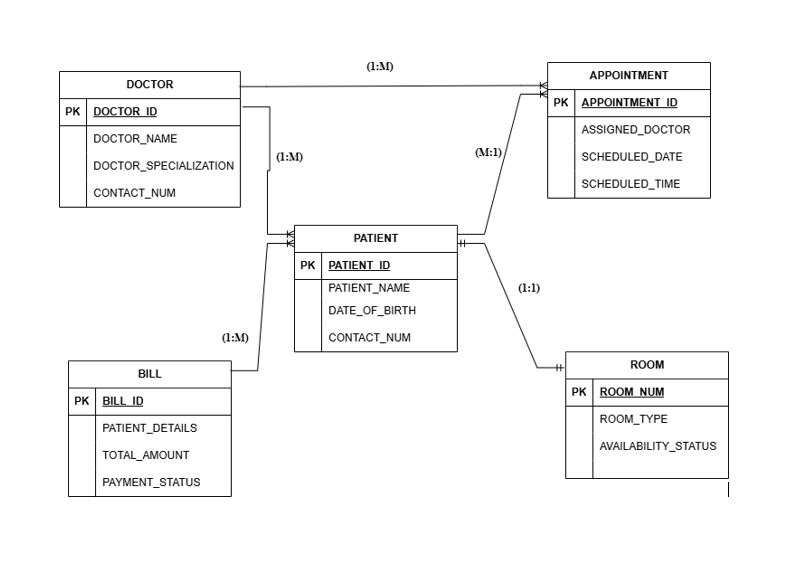 (1:M)
DOCTOR
PK DOCTOR_ID
DOCTOR_NAME
DOCTOR_SPECIALIZATION
CONTACT_NUM
APPOINTMENT
PK APPOINTMENT_ID
ASSIGNED_DOCTOR
SCHEDULED_DATE
SCHEDULED_TIME
(1:M)
(M:1)
PATIENT
PK PATIENT_ID
PATIENT_NAME
DATE_OF_BIRTH
CONTACT_NUM
(1:1)
(1:M)
BILL
PK BILL_ID
PATIENT_DETAILS
TOTAL_AMOUNT
PAYMENT_STATUS
ROOM
PK ROOM_NUM
ROOM_TYPE
AVAILABILITY_STATUS